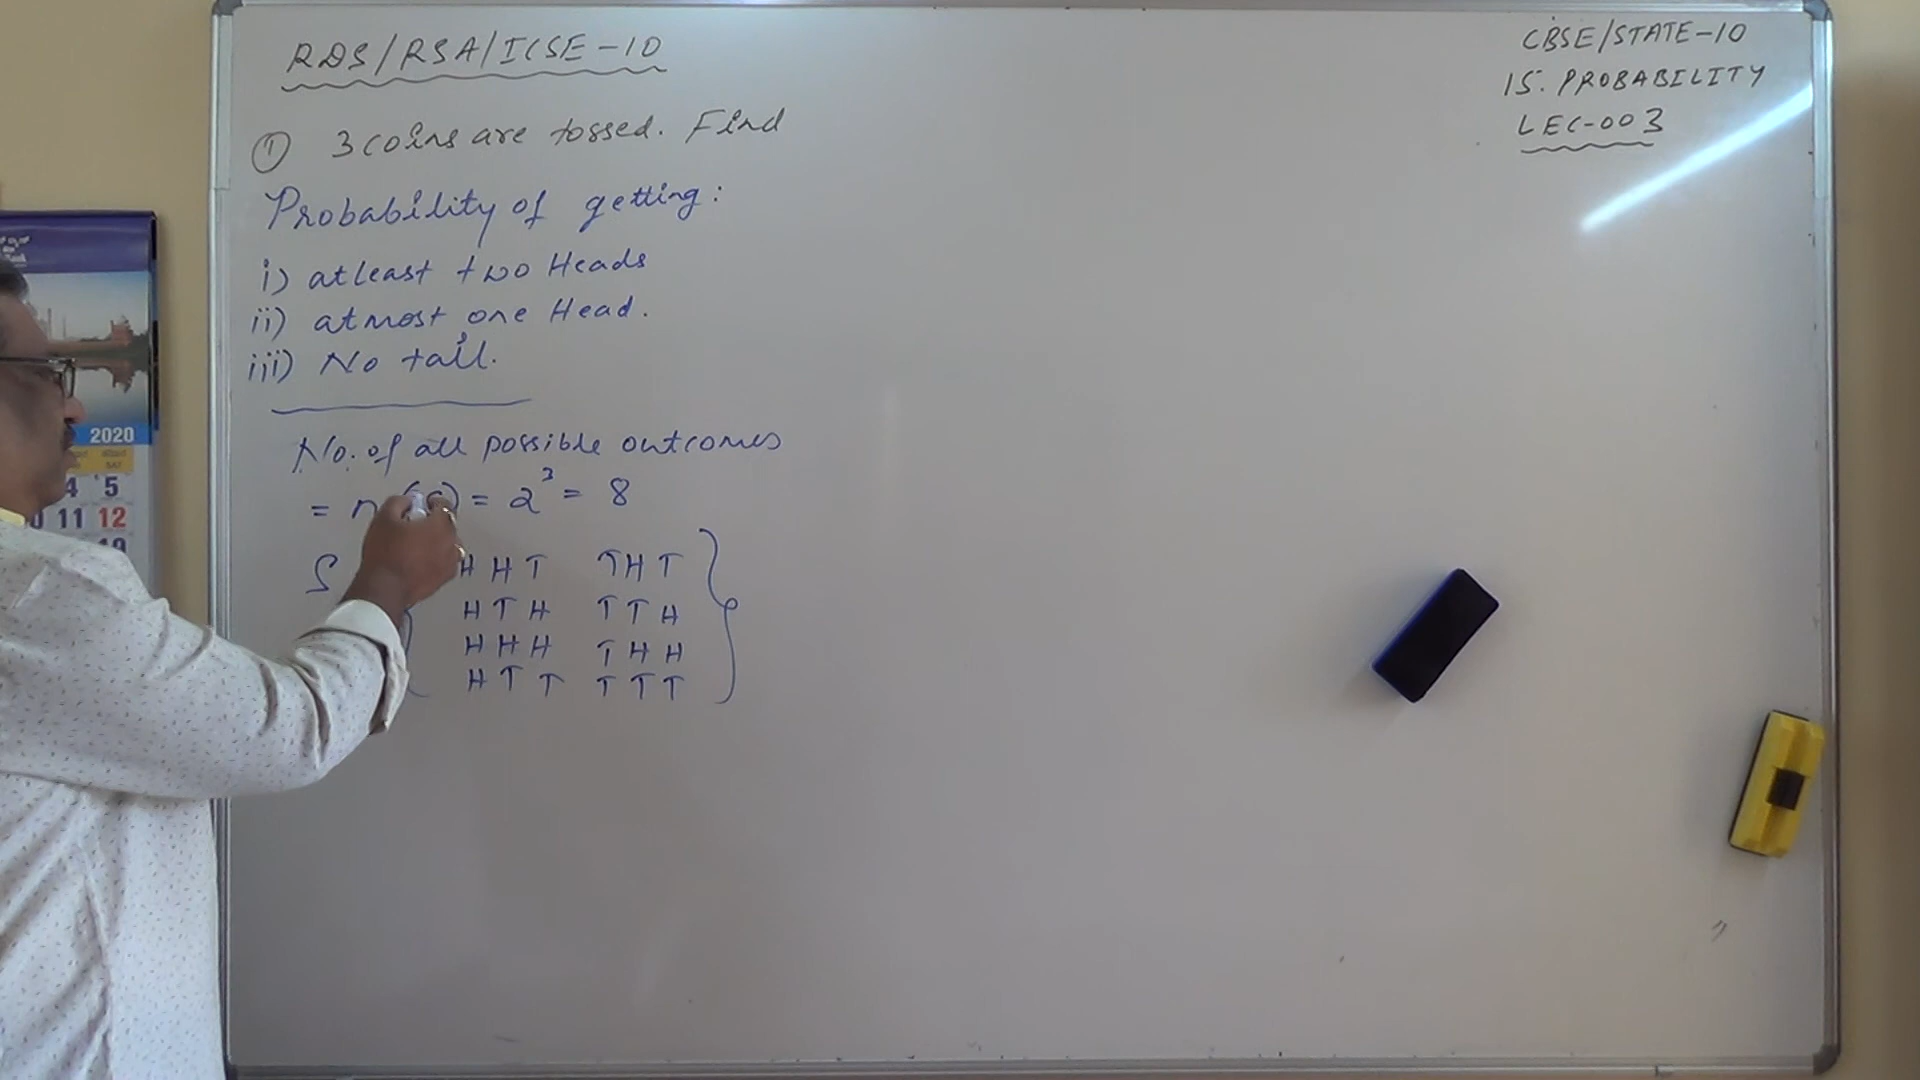 RDS/RSA/ICSE-10
CBSE/STATE-10
15. PROBABILITY
LEC-003
① 3 coins are tossed. Find
Probability of getting:
i) atleast two Heads
ii) atmost one Head.
iii) No tail.
No. of all possible outcomes
= n(S) = 2³ = 8
S
HHT THT
HTH TTH
HHH THH
HTT TTT
2020
4 5
11 12